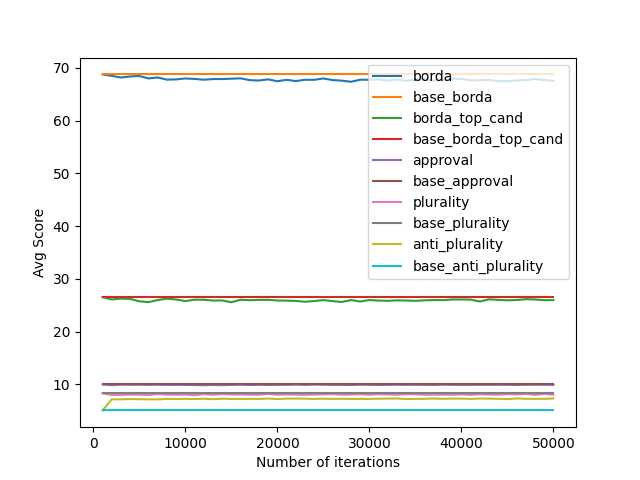 70
60
50
40
30
20
10
Avg Score
0
10000
20000
30000
40000
50000
Number of iterations
borda
base_borda
borda_top_cand
base_borda_top_cand
approval
base_approval
plurality
base_plurality
anti_plurality
base_anti_plurality